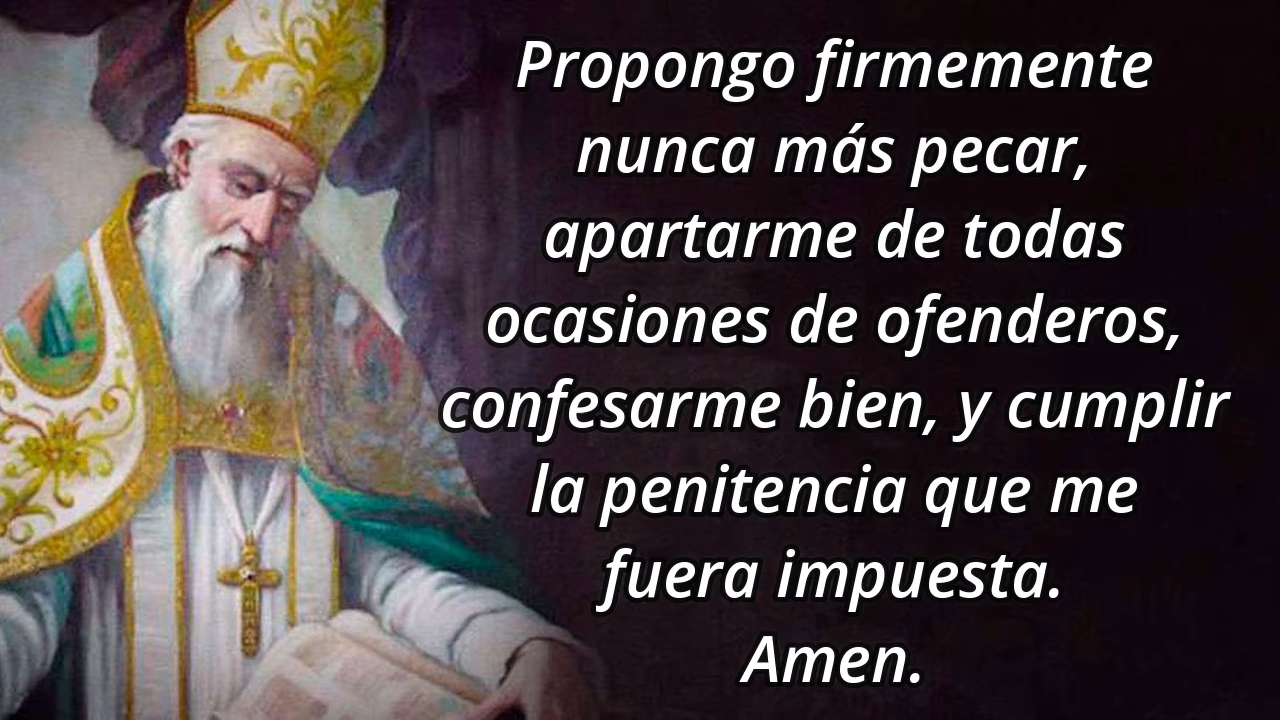 Propongo firmemente
nunca más pecar,
apartarme de todas
ocasiones de ofenderos,
confesarme bien, y cumplir
la penitencia que me
fuera impuesta.
Amen.